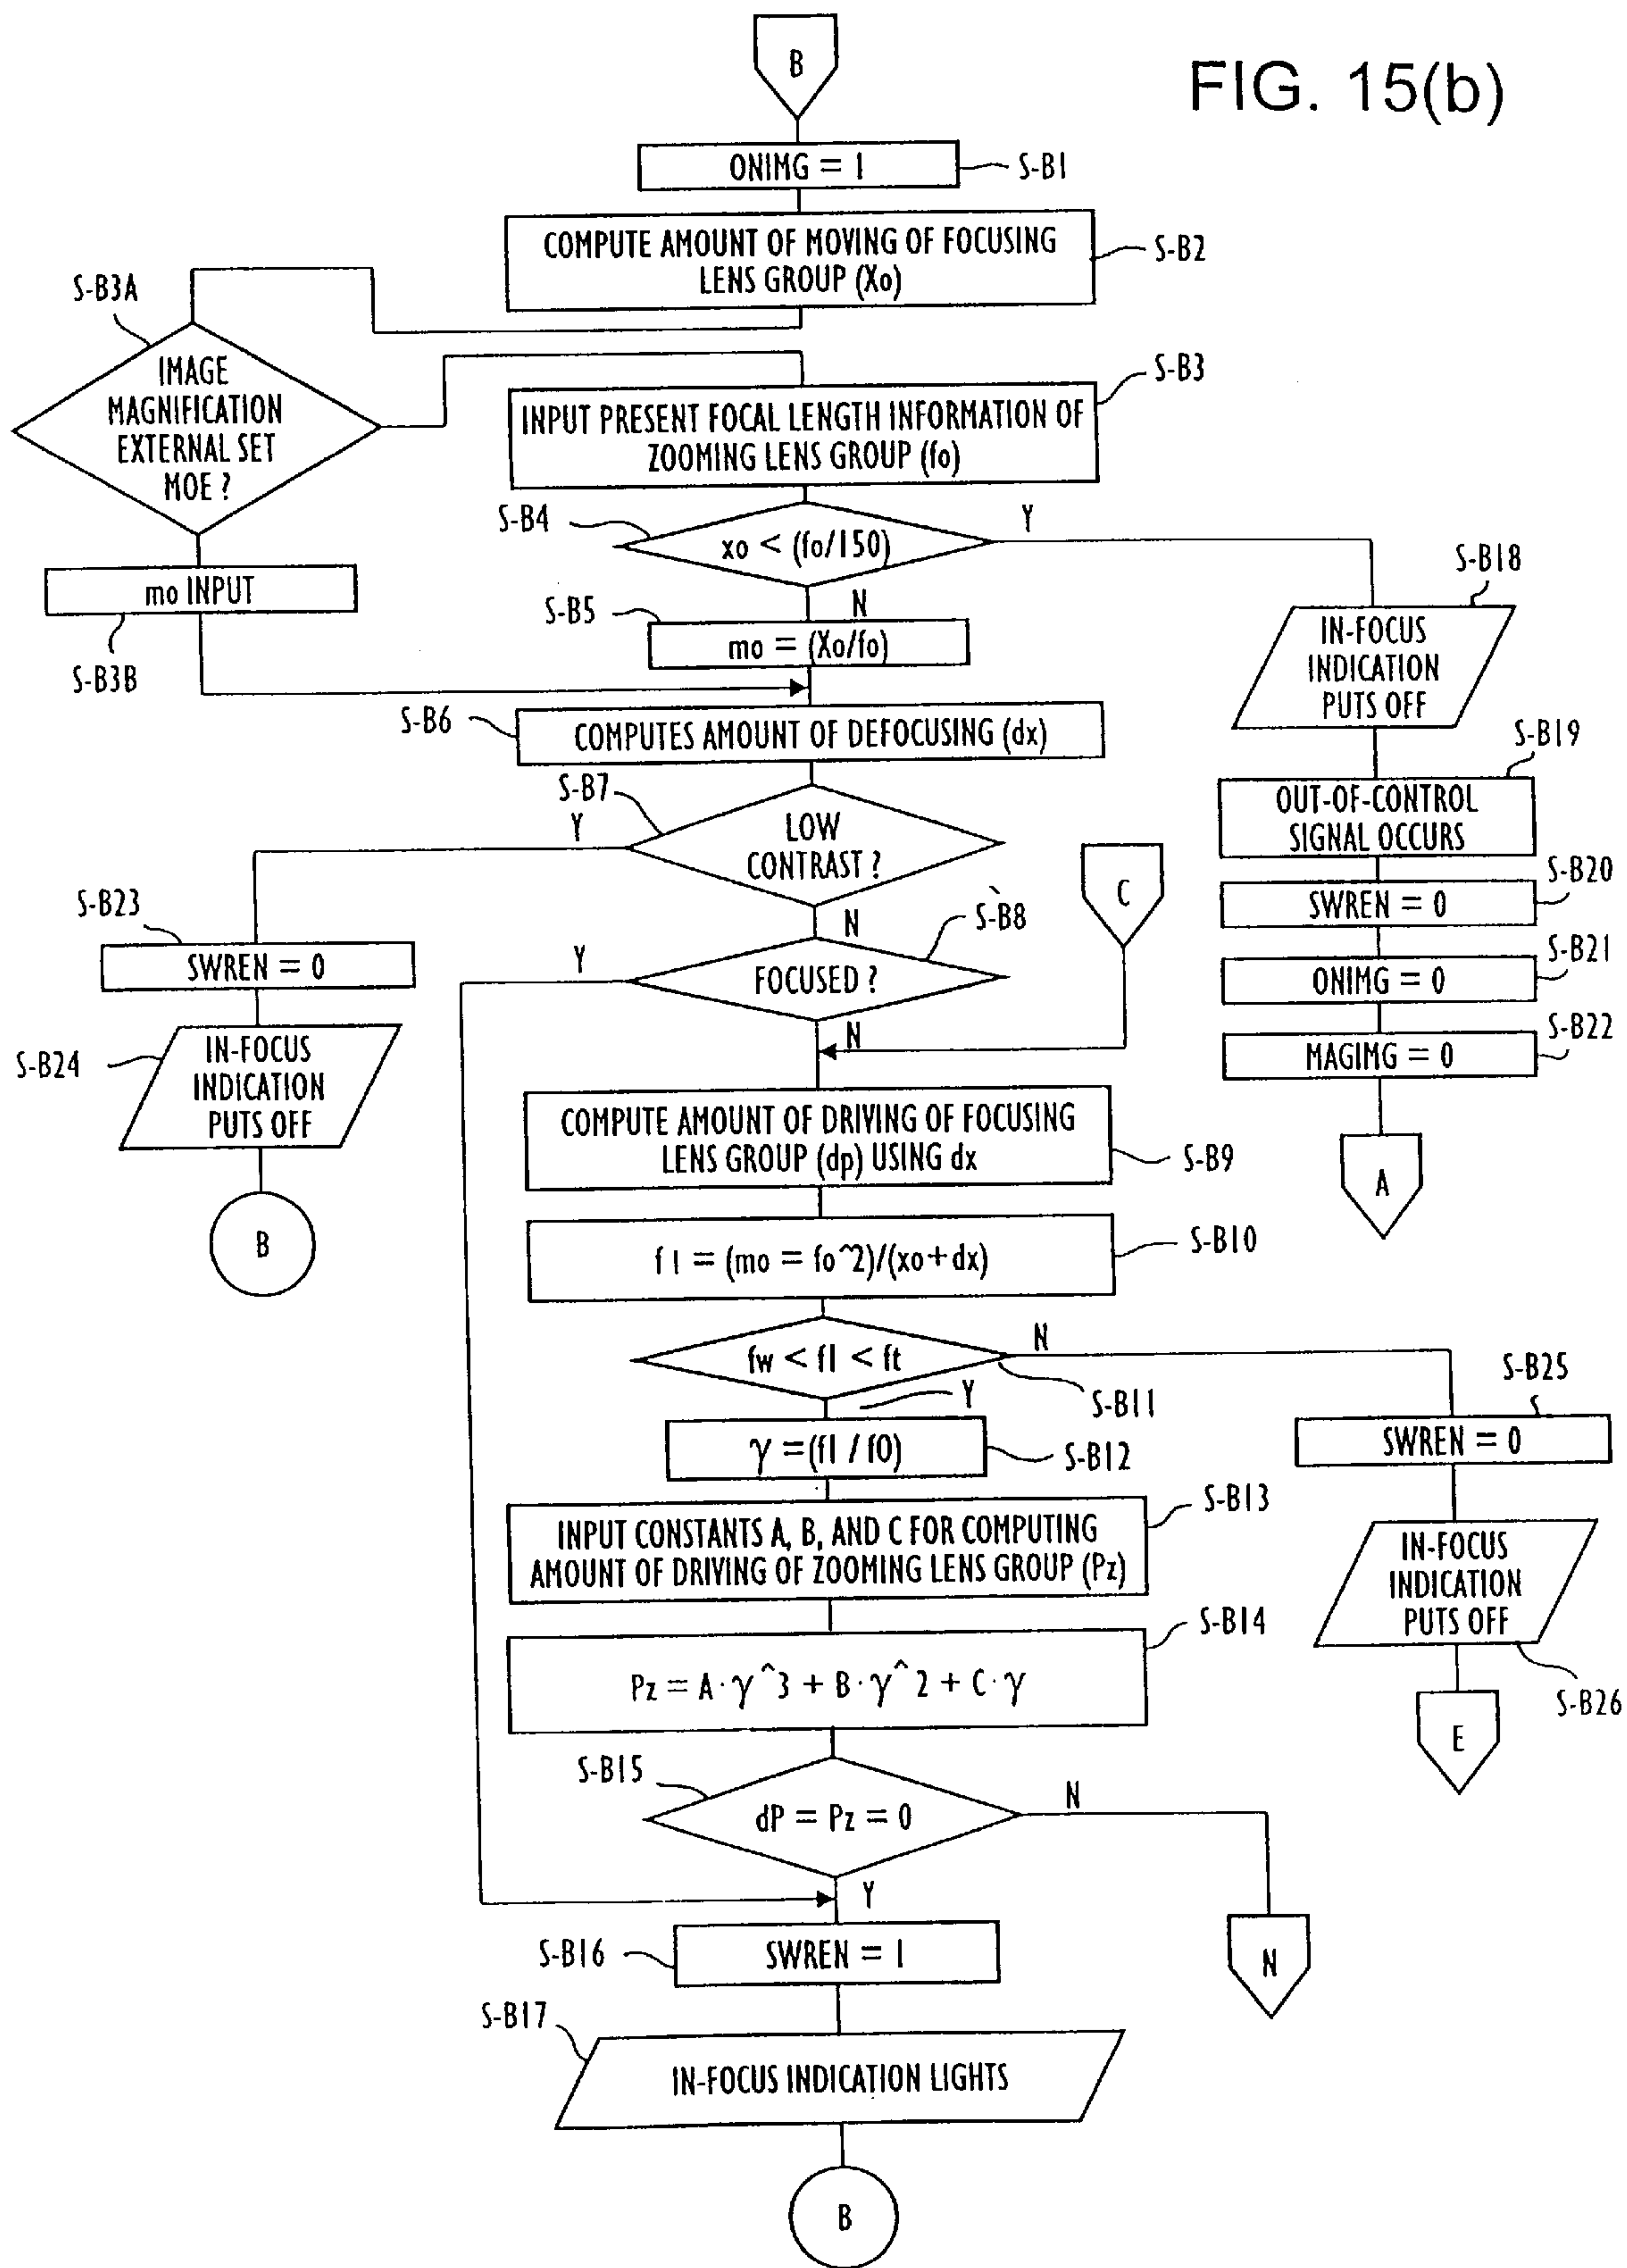 FIG. 15(b)
B
ONIMG = 1
S-B1
COMPUTE AMOUNT OF MOVING OF FOCUSING
LENS GROUP (Xo)
S-B2
S-B3A
IMAGE
MAGNIFICATION
EXTERNAL SET
MOE ?
S-B3
INPUT PRESENT FOCAL LENGTH INFORMATION OF
ZOOMING LENS GROUP (fo)
S-B4
xo < (fo/150)
Y
N
mo INPUT
S-B3B
S-B5
mo = (Xo/fo)
S-B18
IN-FOCUS
INDICATION
PUTS OFF
S-B6
COMPUTES AMOUNT OF DEFOCUSING (dx)
S-B19
OUT-OF-CONTROL
SIGNAL OCCURS
S-B7
Y
LOW
CONTRAST ?
N
C
S-B20
SWREN = 0
S-B23
SWREN = 0
S-B8
Y
FOCUSED ?
N
S-B21
ONIMG = 0
S-B22
MAGIMG = 0
A
S-B24
IN-FOCUS
INDICATION
PUTS OFF
B
COMPUTE AMOUNT OF DRIVING OF FOCUSING
LENS GROUP (dp) USING dx
S-B9
f1 = (mo = fo^2)/(xo+dx)
S-B10
fw < f1 < ft
N
S-B11
Y
γ =(f1 / f0)
S-B12
S-B25
SWREN = 0
S-B13
INPUT CONSTANTS A, B, AND C FOR COMPUTING
AMOUNT OF DRIVING OF ZOOMING LENS GROUP (Pz)
IN-FOCUS
INDICATION
PUTS OFF
S-B26
E
S-B14
Pz = A·γ^3 + B·γ^2 + C·γ
S-B15
dP = Pz = 0
N
Y
N
S-B16
SWREN = 1
S-B17
IN-FOCUS INDICATION LIGHTS
B